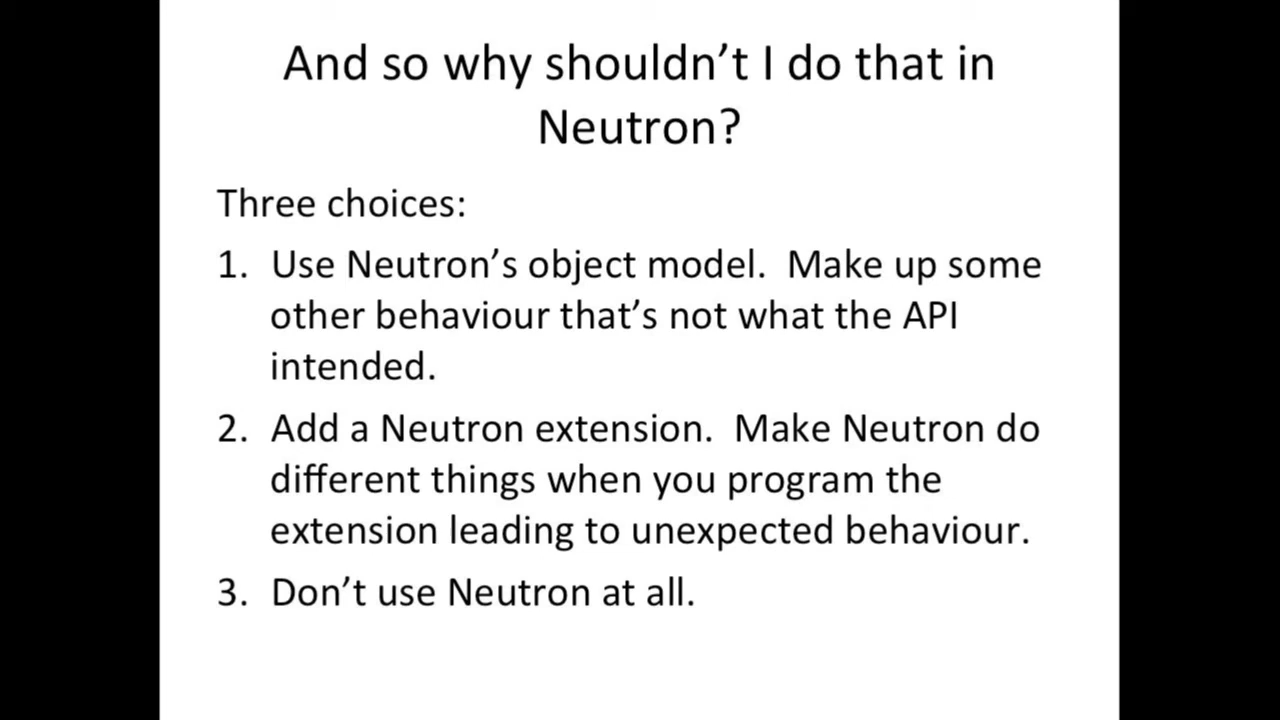 And so why shouldn’t I do that in
Neutron?
Three choices:
1. Use Neutron’s object model.  Make up some
other behaviour that’s not what the API
intended.
2. Add a Neutron extension.  Make Neutron do
different things when you program the
extension leading to unexpected behaviour.
3. Don’t use Neutron at all.